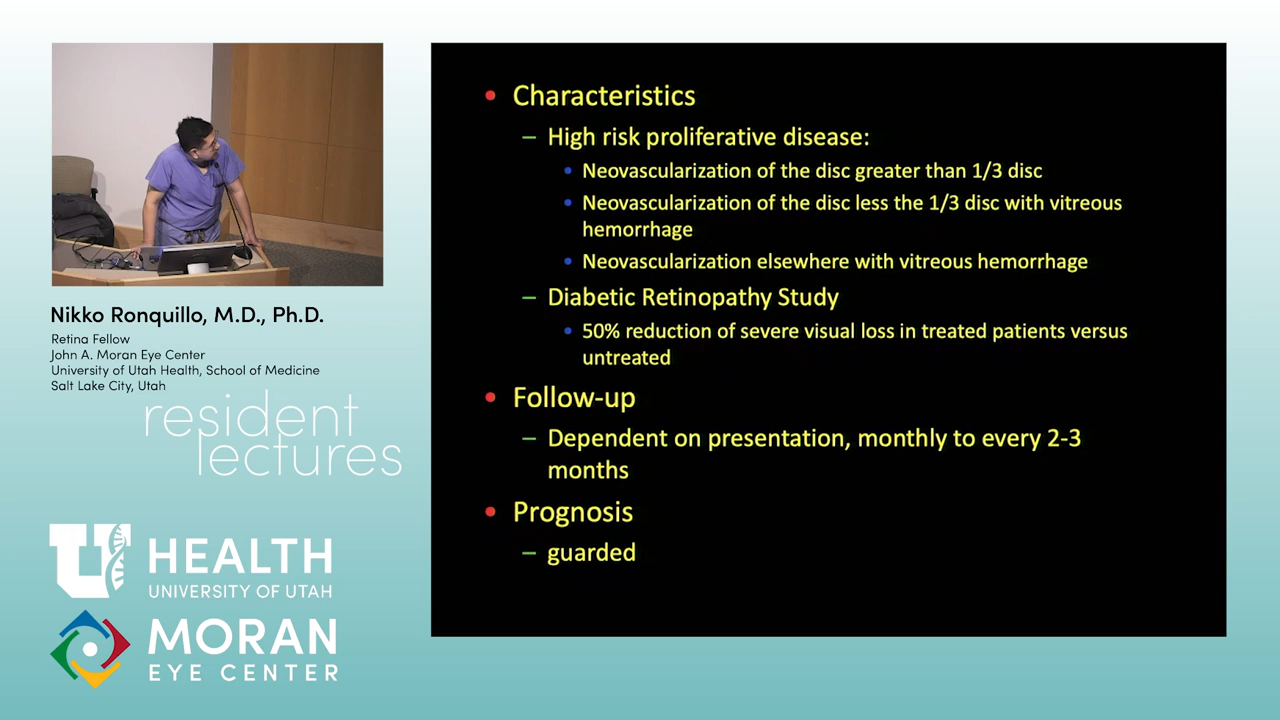 Nikko Ronquillo, M.D., Ph.D.
Retina Fellow
John A. Moran Eye Center
University of Utah Health, School of Medicine
Salt Lake City, Utah
resident
lectures
U HEALTH
UNIVERSITY OF UTAH
MORAN
EYE CENTER
• Characteristics
– High risk proliferative disease:
• Neovascularization of the disc greater than 1/3 disc
• Neovascularization of the disc less the 1/3 disc with vitreous
hemorrhage
• Neovascularization elsewhere with vitreous hemorrhage
– Diabetic Retinopathy Study
• 50% reduction of severe visual loss in treated patients versus
untreated
• Follow-up
– Dependent on presentation, monthly to every 2-3
months
• Prognosis
– guarded